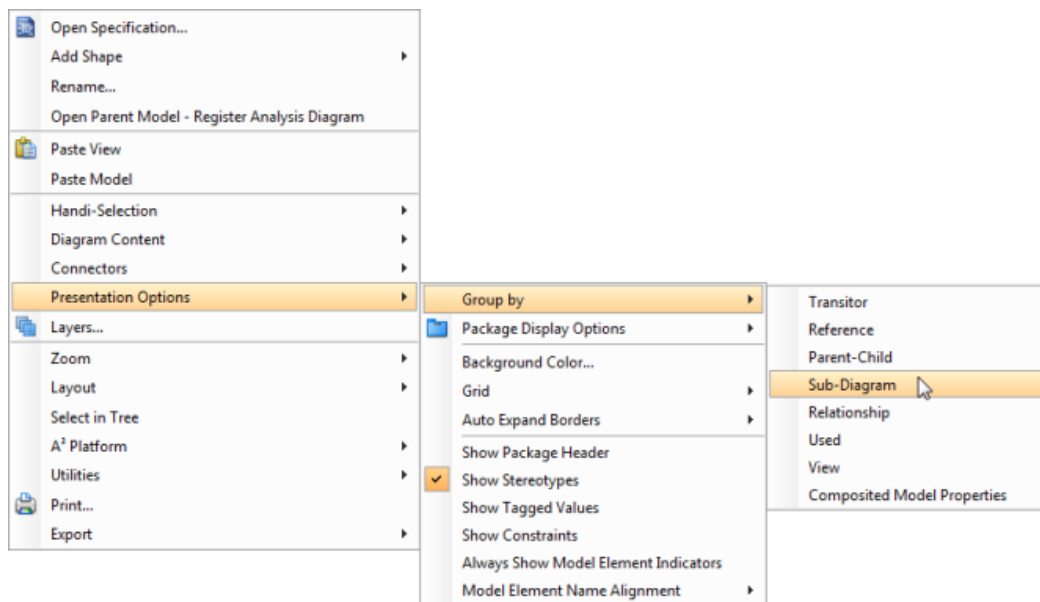 Open Specification...
Add Shape
Rename...
Open Parent Model - Register Analysis Diagram
Paste View
Paste Model
Handi-Selection
Diagram Content
Connectors
Presentation Options
Layers...
Zoom
Layout
Select in Tree
A³ Platform
Utilities
Print...
Export
Group by
Package Display Options
Background Color...
Grid
Auto Expand Borders
Show Package Header
Show Stereotypes
Show Tagged Values
Show Constraints
Always Show Model Element Indicators
Model Element Name Alignment
Transitor
Reference
Parent-Child
Sub-Diagram
Relationship
Used
View
Composited Model Properties